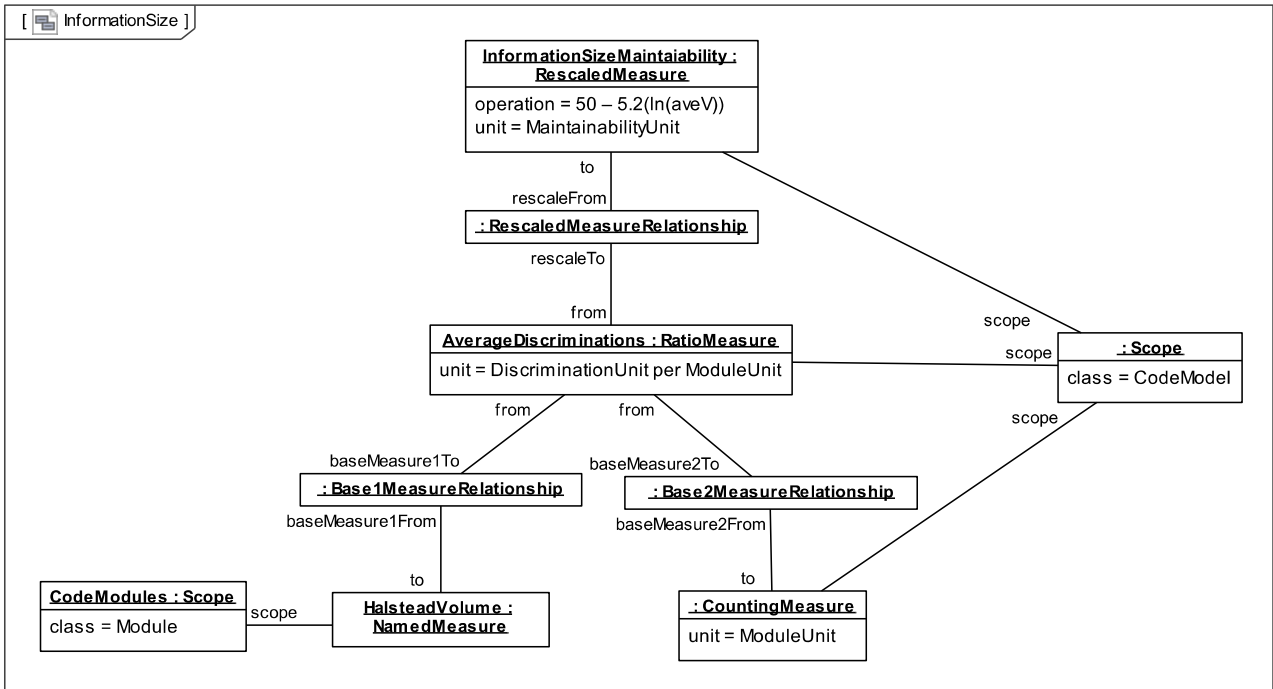 [ InformationSize ]
InformationSizeMaintaiability :
RescaledMeasure
operation = 50 – 5.2(ln(aveV))
unit = MaintainabilityUnit
to
rescaleFrom
: RescaledMeasureRelationship
rescaleTo
from
scope
AverageDiscriminations : RatioMeasure
unit = DiscriminationUnit per ModuleUnit
scope
: Scope
class = CodeModel
from
from
scope
baseMeasure1To
baseMeasure2To
: Base1MeasureRelationship
: Base2MeasureRelationship
baseMeasure1From
baseMeasure2From
to
to
CodeModules : Scope
class = Module
scope
HalsteadVolume :
NamedMeasure
: CountingMeasure
unit = ModuleUnit